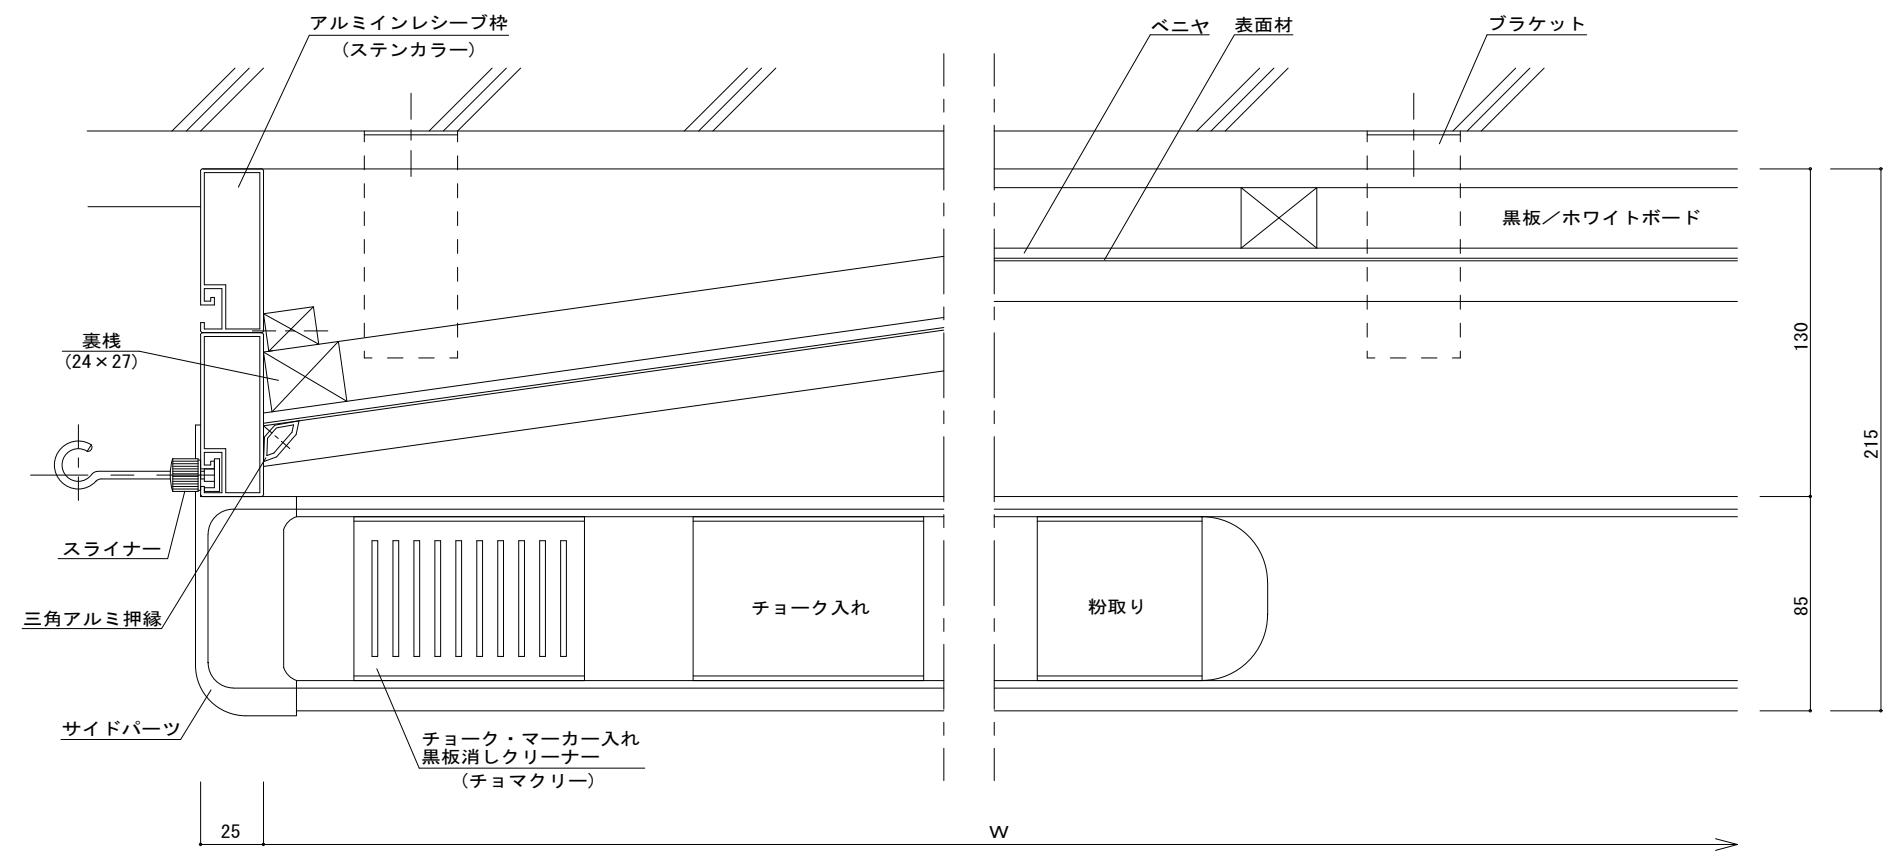 アルミインレシーブ枠
(ステンカラー)
ベニヤ
表面材
ブラケット
黒板／ホワイトボード
裏桟
(24×27)
130
215
スライナー
三角アルミ押縁
チョーク入れ
粉取り
85
サイドパーツ
チョーク・マーカー入れ
黒板消しクリーナー
(チョマクリー)
25
W